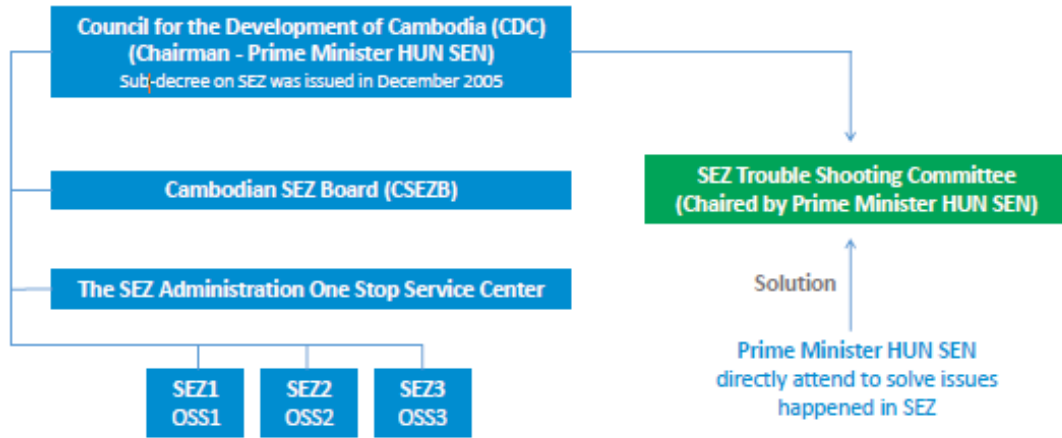 Council for the Development of Cambodia (CDC)
(Chairman - Prime Minister HUN SEN)
Sub-decree on SEZ was issued in December 2005
Cambodian SEZ Board (CSEZB)
The SEZ Administration One Stop Service Center
SEZ1
OSS1
SEZ2
OSS2
SEZ3
OSS3
SEZ Trouble Shooting Committee
(Chaired by Prime Minister HUN SEN)
Solution
Prime Minister HUN SEN
directly attend to solve issues
happened in SEZ